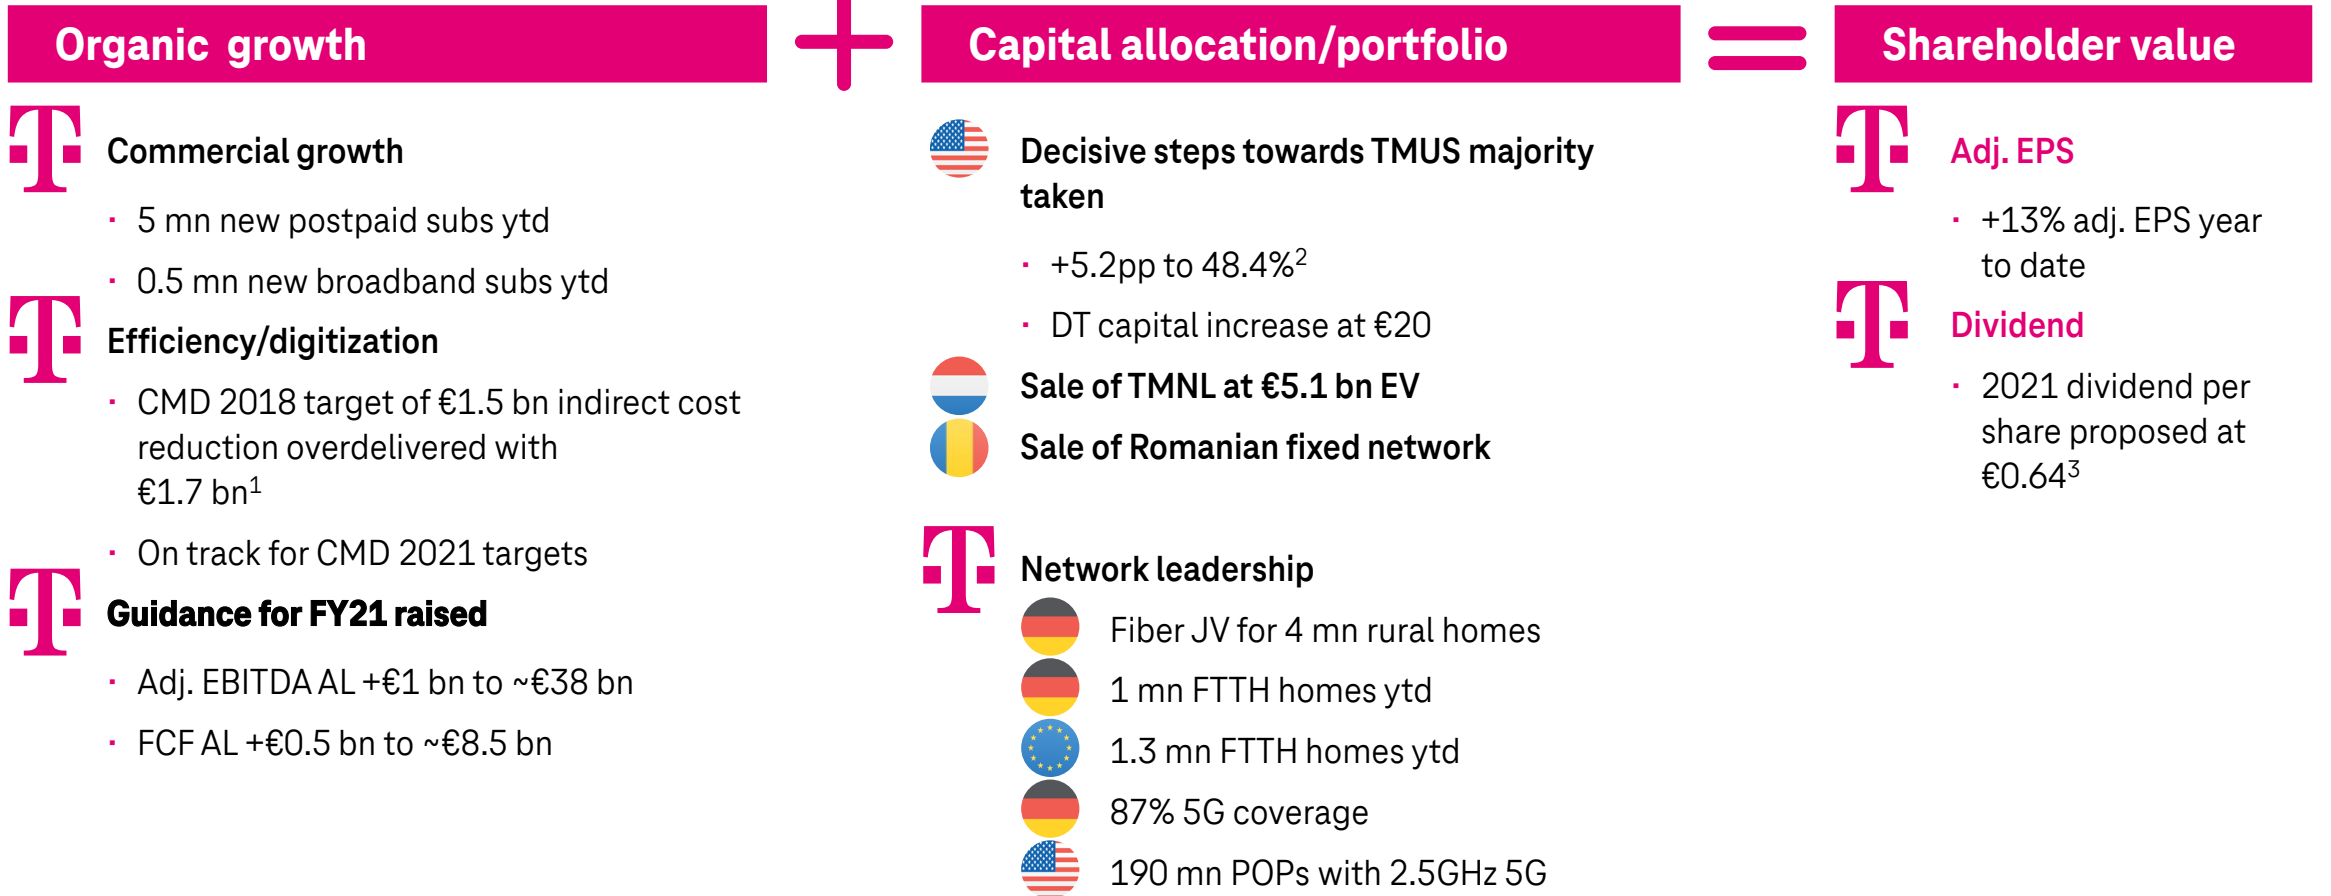 Organic growth
Commercial growth
· 5 mn new postpaid subs ytd
· 0.5 mn new broadband subs ytd
Efficiency/digitization
· CMD 2018 target of €1.5 bn indirect cost
reduction overdelivered with
€1.7 bn¹
· On track for CMD 2021 targets
Guidance for FY21 raised
· Adj. EBITDA AL +€1 bn to ~€38 bn
· FCF AL +€0.5 bn to ~€8.5 bn
+
Capital allocation/portfolio
Decisive steps towards TMUS majority
taken
· +5.2pp to 48.4%²
· DT capital increase at €20
Sale of TMNL at €5.1 bn EV
Sale of Romanian fixed network
Network leadership
Fiber JV for 4 mn rural homes
1 mn FTTH homes ytd
1.3 mn FTTH homes ytd
87% 5G coverage
190 mn POPs with 2.5GHz 5G
=
Shareholder value
Adj. EPS
· +13% adj. EPS year
to date
Dividend
· 2021 dividend per
share proposed at
€0.64³